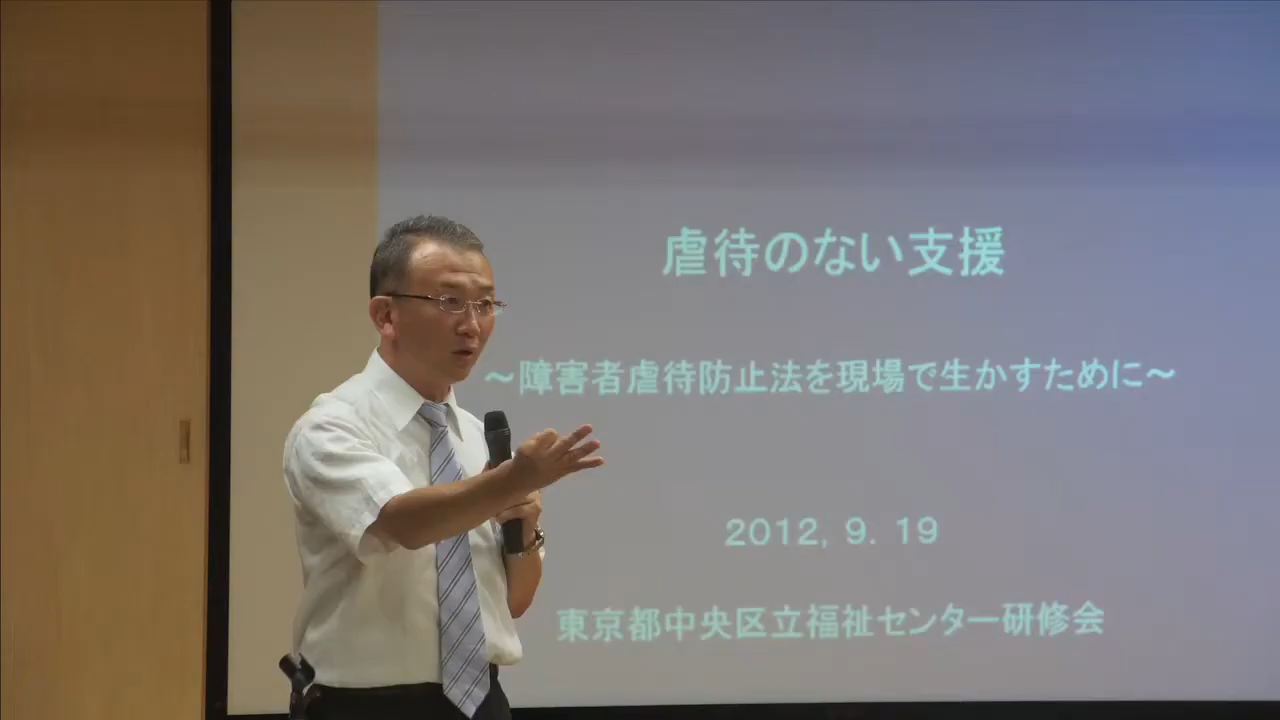 虐待のない支援
～障害者虐待防止法を現場で生かすために～
2012, 9. 19
東京都中央区立福祉センター研修会